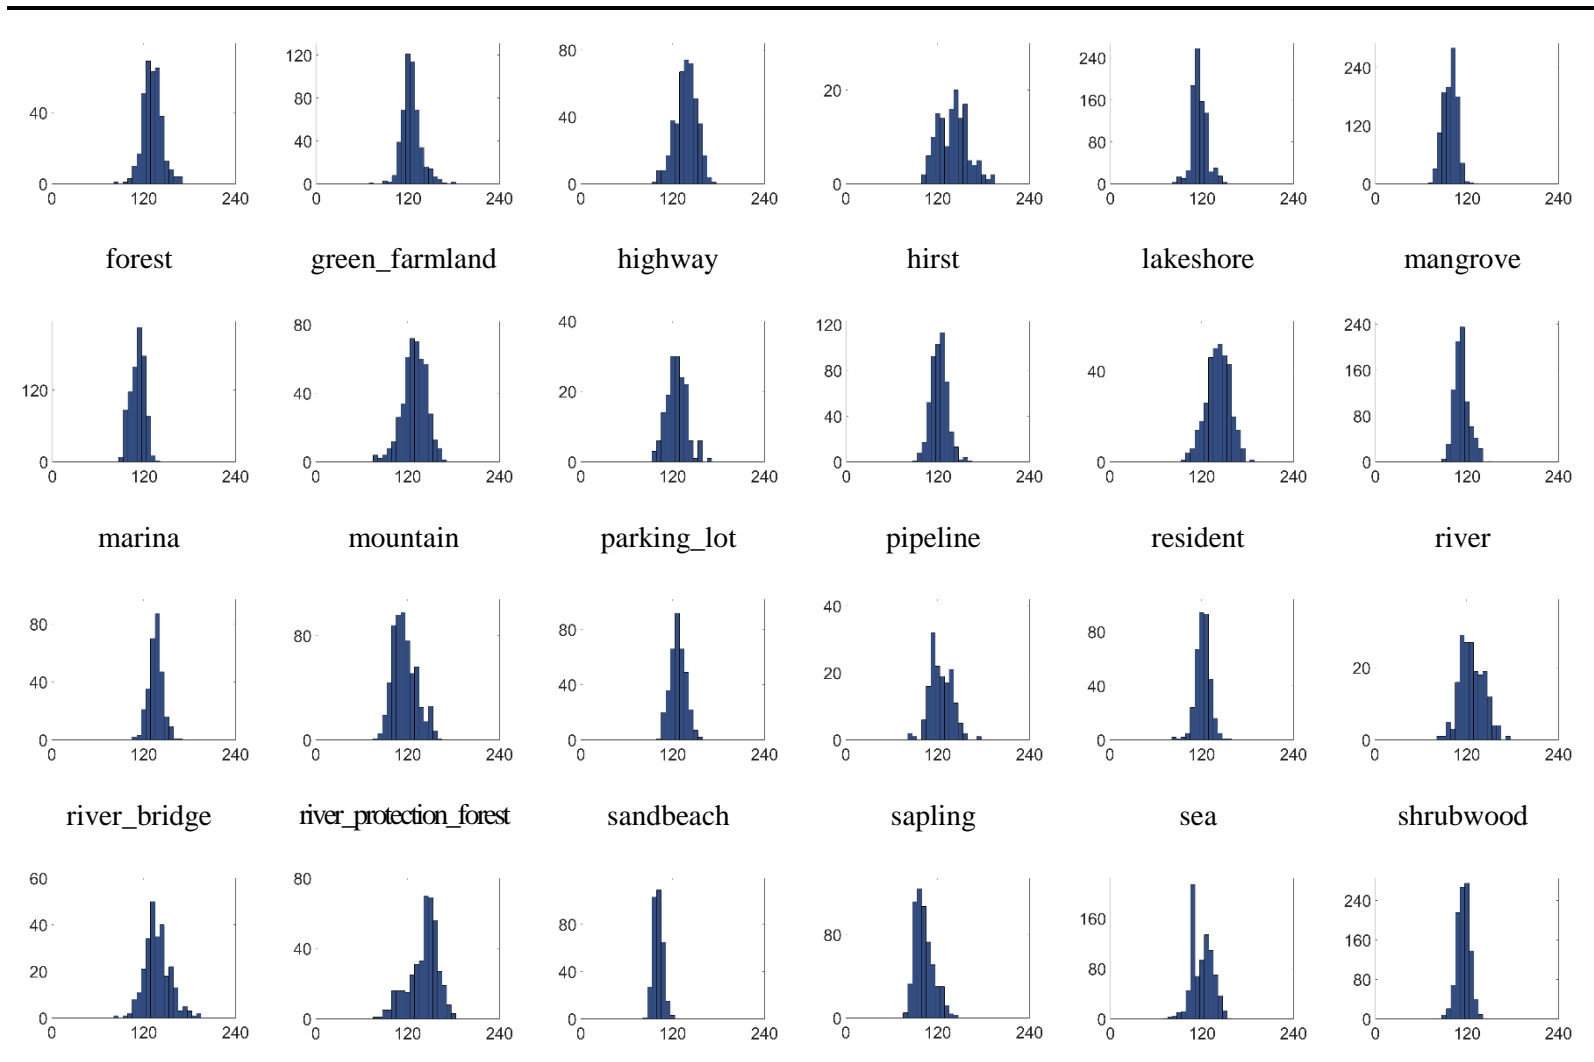 40
0
0 120 240
120
80
40
0
0 120 240
80
40
0
0 120 240
20
0
0 120 240
240
160
80
0
0 120 240
240
120
0
0 120 240
forest green_farmland highway hirst lakeshore mangrove
120
0
0 120 240
80
40
0
0 120 240
40
20
0
0 120 240
120
80
40
0
0 120 240
40
0
0 120 240
240
160
80
0
0 120 240
marina mountain parking_lot pipeline resident river
80
40
0
0 120 240
80
0
0 120 240
80
40
0
0 120 240
40
20
0
0 120 240
80
40
0
0 120 240
20
0
0 120 240
river_bridge river_protection_forest sandbeach sapling sea shrubwood
60
40
20
0
0 120 240
80
40
0
0 120 240
80
40
0
0 120 240
80
0
0 120 240
160
80
0
0 120 240
240
160
80
0
0 120 240